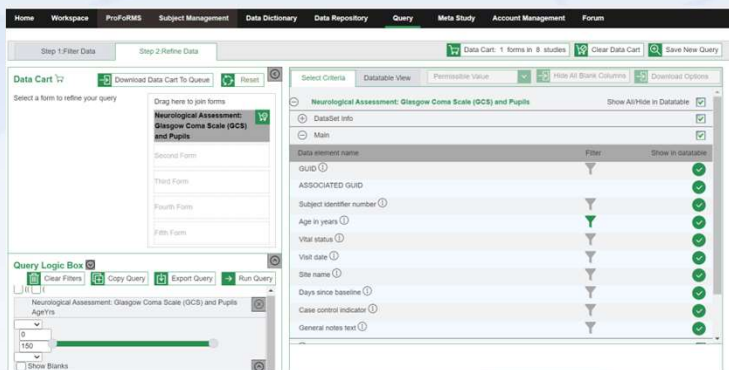 Home Workspace ProFoRMS Subject Management Data Dictionary Data Repository Query Meta Study Account Management Forum
Step 1:Filter Data Step 2:Refine Data Data Cart: 1 forms in 8 studies Clear Data Cart Save New Query
Data Cart Download Data Cart To Queue Reset
Select a form to refine your query
Drag here to join forms
Neurological Assessment:
Glasgow Coma Scale (GCS)
and Pupils
Second Form
Third Form
Fourth Form
Fifth Form
Query Logic Box
Clear Filters Copy Query Export Query Run Query
( ( (
Neurological Assessment: Glasgow Coma Scale (GCS) and Pupils
AgeYrs
0
150
Show Blanks
Select Criteria Datatable View Permissible Value Hide All Blank Columns Download Options
Neurological Assessment: Glasgow Coma Scale (GCS) and Pupils Show All/Hide in Datatable
DataSet Info
Main
Data element name Filter Show in datatable
GUID
ASSOCIATED GUID
Subject identifier number
Age in years
Vital status
Visit date
Site name
Days since baseline
Case control indicator
General notes text